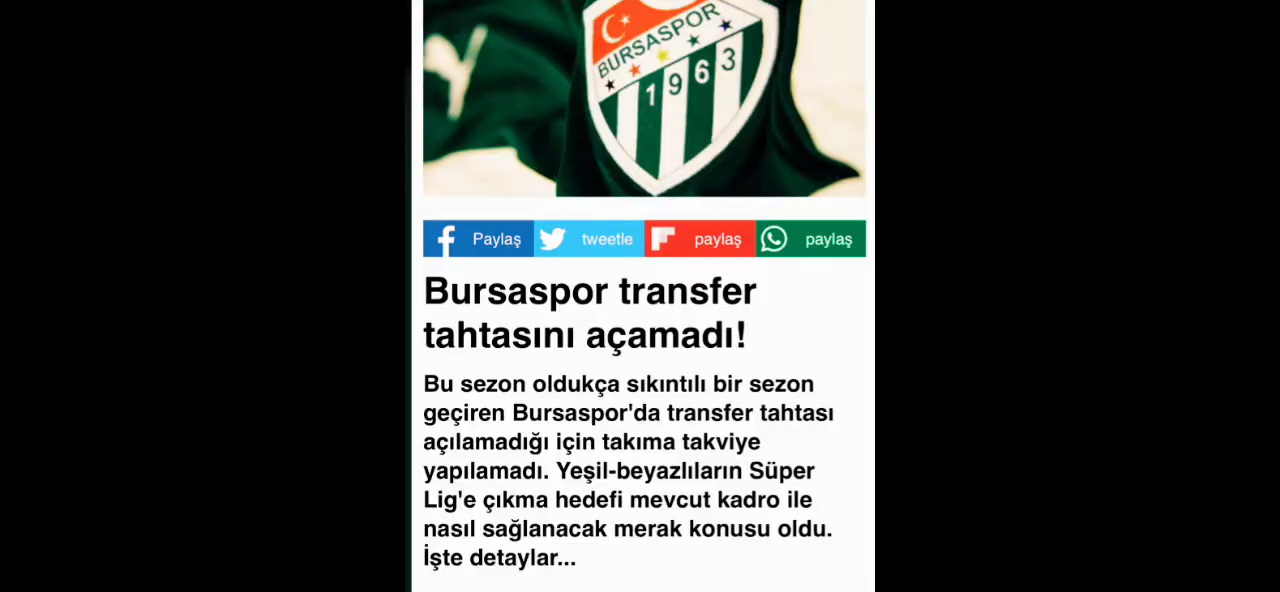 BURSASPOR
1963
Paylaş tweetle paylaş paylaş
Bursaspor transfer
tahtasını açamadı!
Bu sezon oldukça sıkıntılı bir sezon
geçiren Bursaspor'da transfer tahtası
açılamadığı için takıma takviye
yapılamadı. Yeşil-beyazlıların Süper
Lig'e çıkma hedefi mevcut kadro ile
nasıl sağlanacak merak konusu oldu.
İşte detaylar...